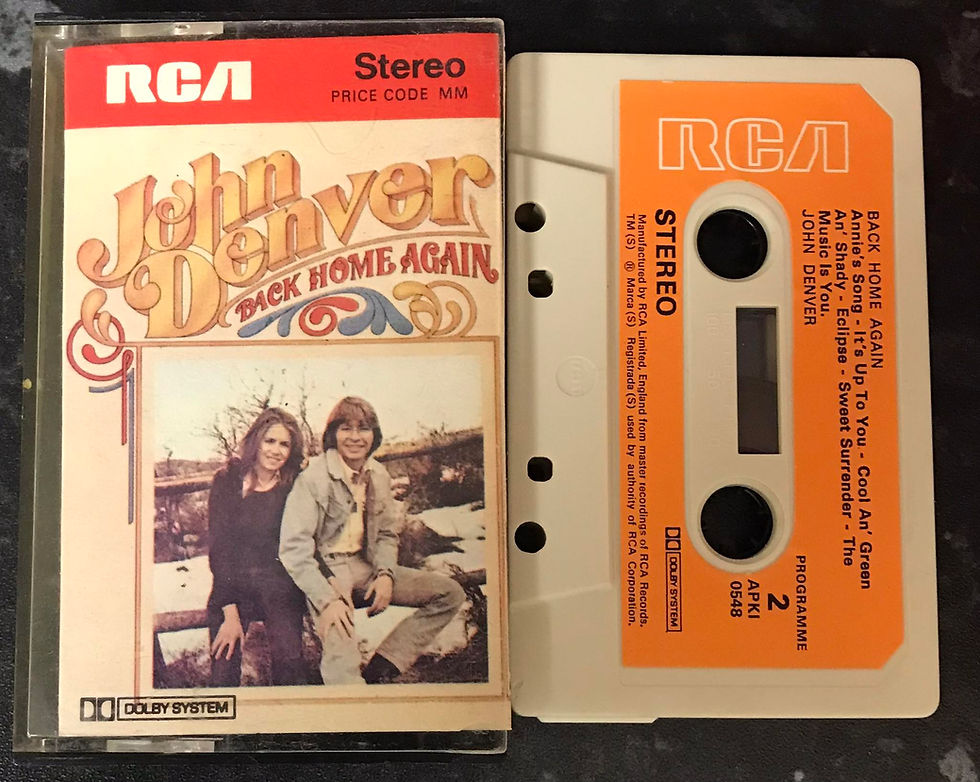 RCA
Stereo
PRICE CODE MM
John
Denver
BACK HOME AGAIN
DOLBY SYSTEM
RCA
BACK HOME AGAIN
Annie's Song - It's Up To You - Cool An' Green
An' Shady - Eclipse - Sweet Surrender - The
Music Is You.
JOHN DENVER
PROGRAMME
2
APKI
0548
STEREO
Manufactured by RCA Limited, England from master recordings of RCA Records.
TM (S) ® Marca (S) Registrada (S) used by authority of RCA Corporation.
DOLBY SYSTEM